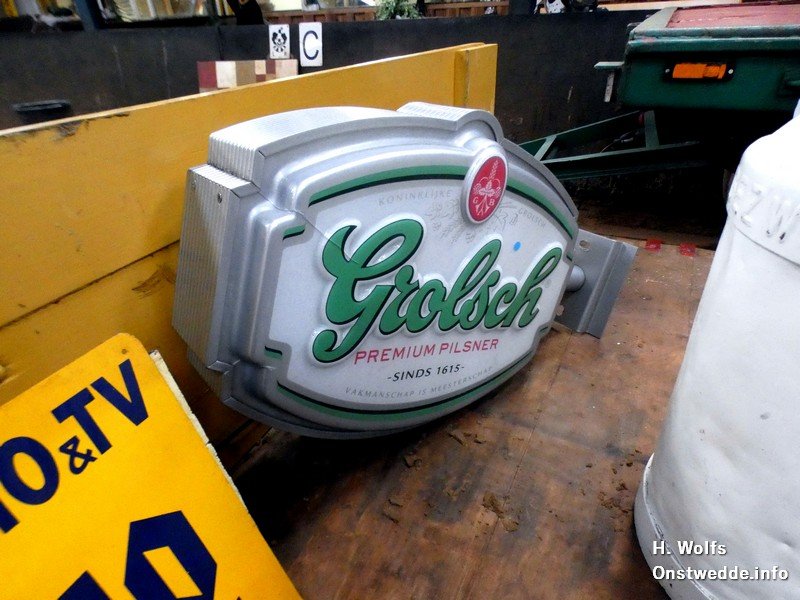 C
KONINKLIJKE GROLSCH
G B
Grolsch
PREMIUM PILSNER
-SINDS 1615-
VAKMANSCHAP IS MEESTERSCHAP
IO & TV
H. Wolfs
Onstwedde.info